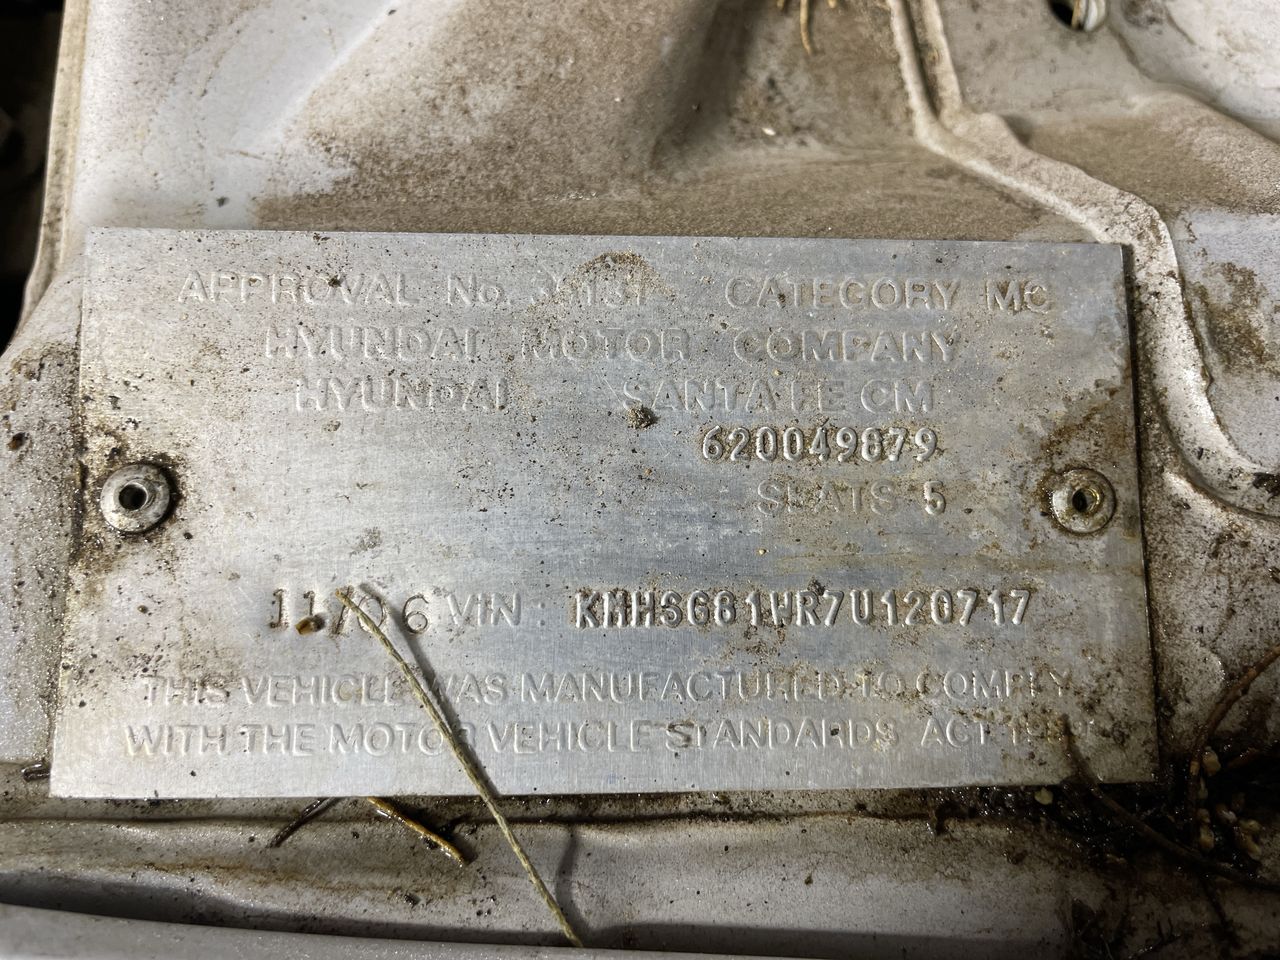 APPROVAL No. CATEGORY MC
HYUNDAI MOTOR COMPANY
HYUNDAI SANTA FE CM
620049879
SEATS 5
11/06 VIN: KMHSG81WR7U120717
THIS VEHICLE WAS MANUFACTURED TO COMPLY
WITH THE MOTOR VEHICLE STANDARDS ACT